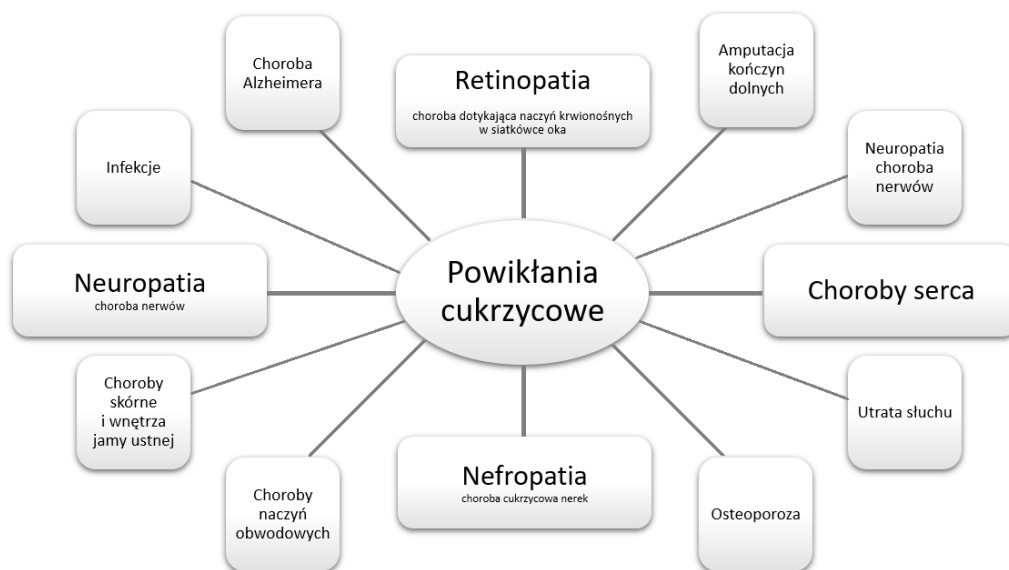 Choroba
Alzheimera
Retinopatia
choroba dotykająca naczyń krwionośnych
w siatkówce oka
Amputacja
kończyn
dolnych
Infekcje
Neuropatia
choroba
nerwów
Neuropatia
choroba nerwów
Powikłania
cukrzycowe
Choroby serca
Choroby
skórne
i wnętrza
jamy ustnej
Utrata słuchu
Choroby
naczyń
obwodowych
Nefropatia
choroba cukrzycowa nerek
Osteoporoza